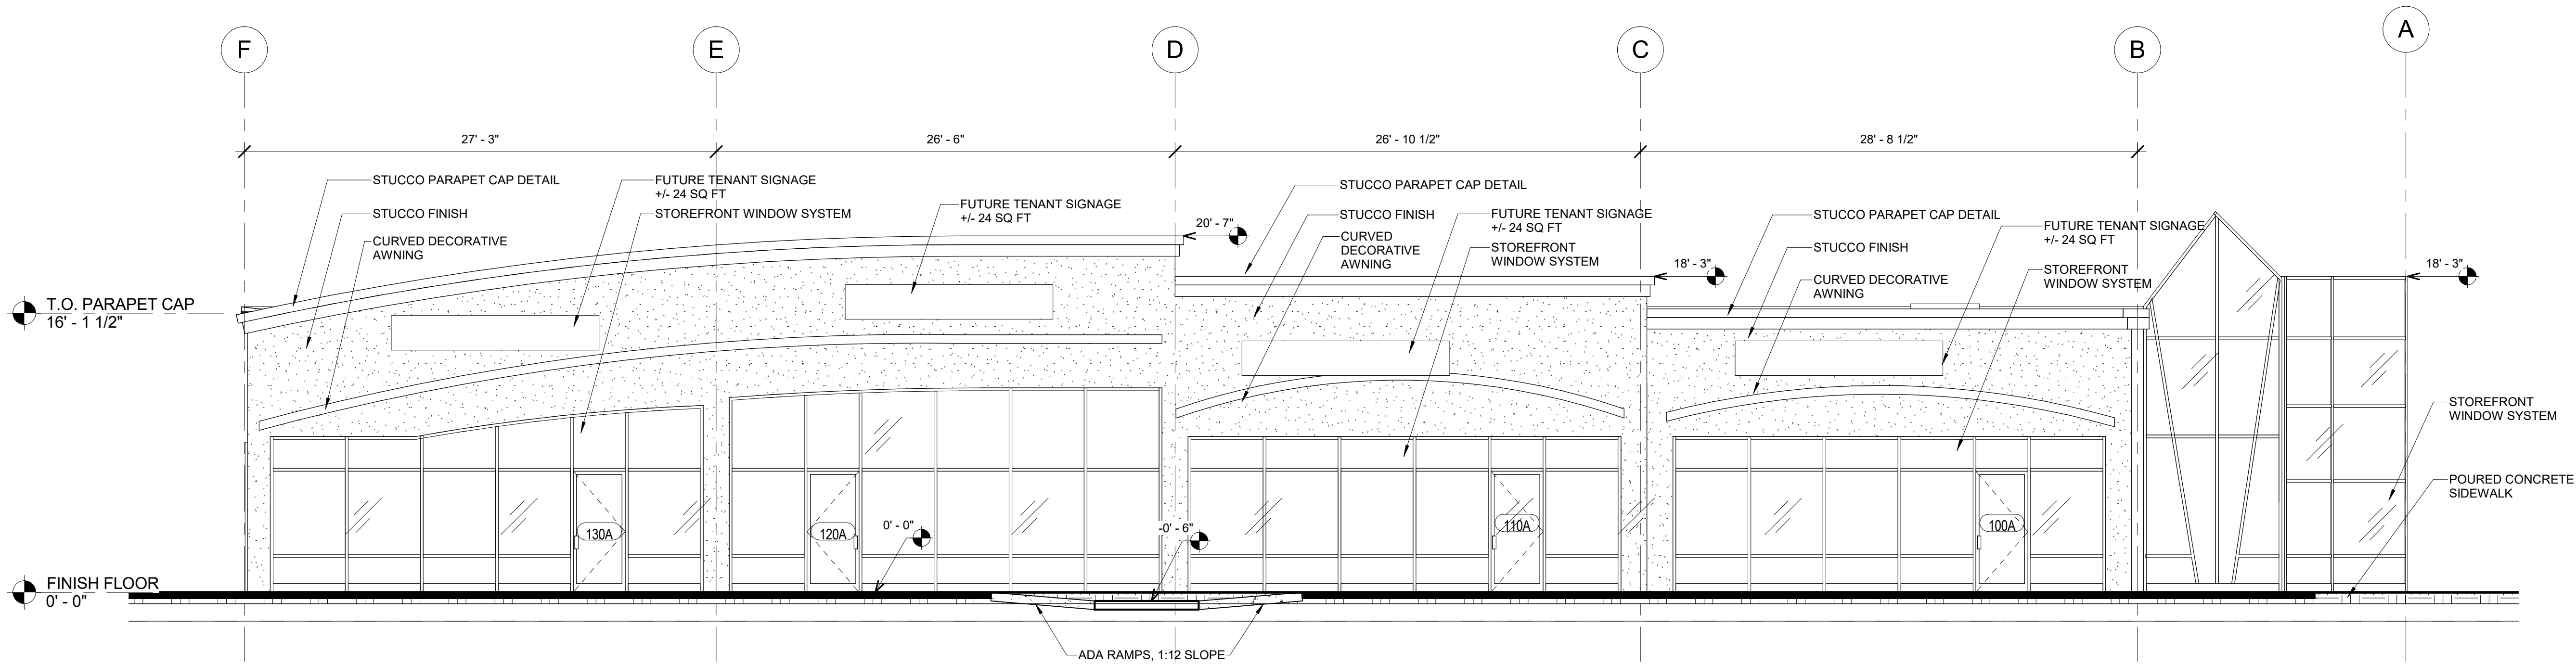 F
E
D
C
B
A
27' - 3"
26' - 6"
26' - 10 1/2"
28' - 8 1/2"
STUCCO PARAPET CAP DETAIL
STUCCO FINISH
CURVED DECORATIVE
AWNING
FUTURE TENANT SIGNAGE
+/- 24 SQ FT
STOREFRONT WINDOW SYSTEM
FUTURE TENANT SIGNAGE
+/- 24 SQ FT
20' - 7"
STUCCO PARAPET CAP DETAIL
STUCCO FINISH
CURVED
DECORATIVE
AWNING
FUTURE TENANT SIGNAGE
+/- 24 SQ FT
STOREFRONT
WINDOW SYSTEM
18' - 3"
STUCCO PARAPET CAP DETAIL
STUCCO FINISH
CURVED DECORATIVE
AWNING
FUTURE TENANT SIGNAGE
+/- 24 SQ FT
STOREFRONT
WINDOW SYSTEM
18' - 3"
T.O. PARAPET CAP
16' - 1 1/2"
STOREFRONT
WINDOW SYSTEM
POURED CONCRETE
SIDEWALK
130A
120A
0' - 0"
-0' - 6"
110A
100A
FINISH FLOOR
0' - 0"
ADA RAMPS, 1:12 SLOPE